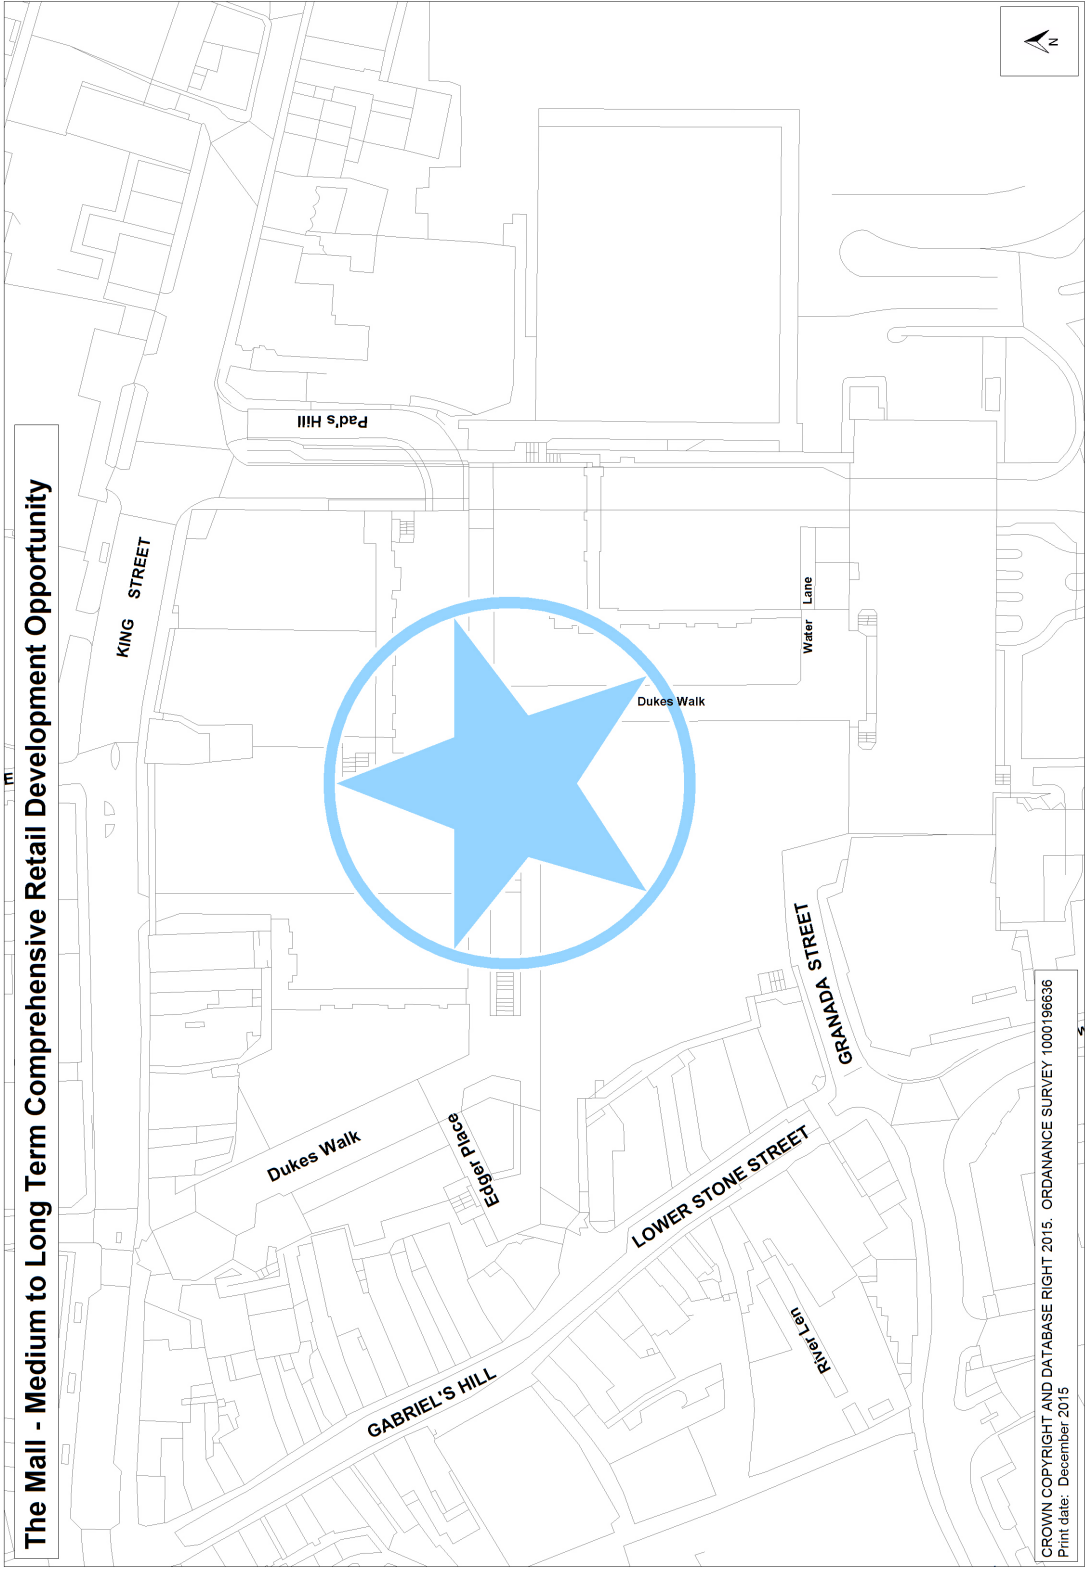 The Mall - Medium to Long Term Comprehensive Retail Development Opportunity
KING STREET
Pad's Hill
Water Lane
Dukes Walk
GRANADA STREET
Dukes Walk
Edger Place
LOWER STONE STREET
GABRIEL'S HILL
River Len
N
CROWN COPYRIGHT AND DATABASE RIGHT 2015. ORDANANCE SURVEY 1000196636
Print date: December 2015